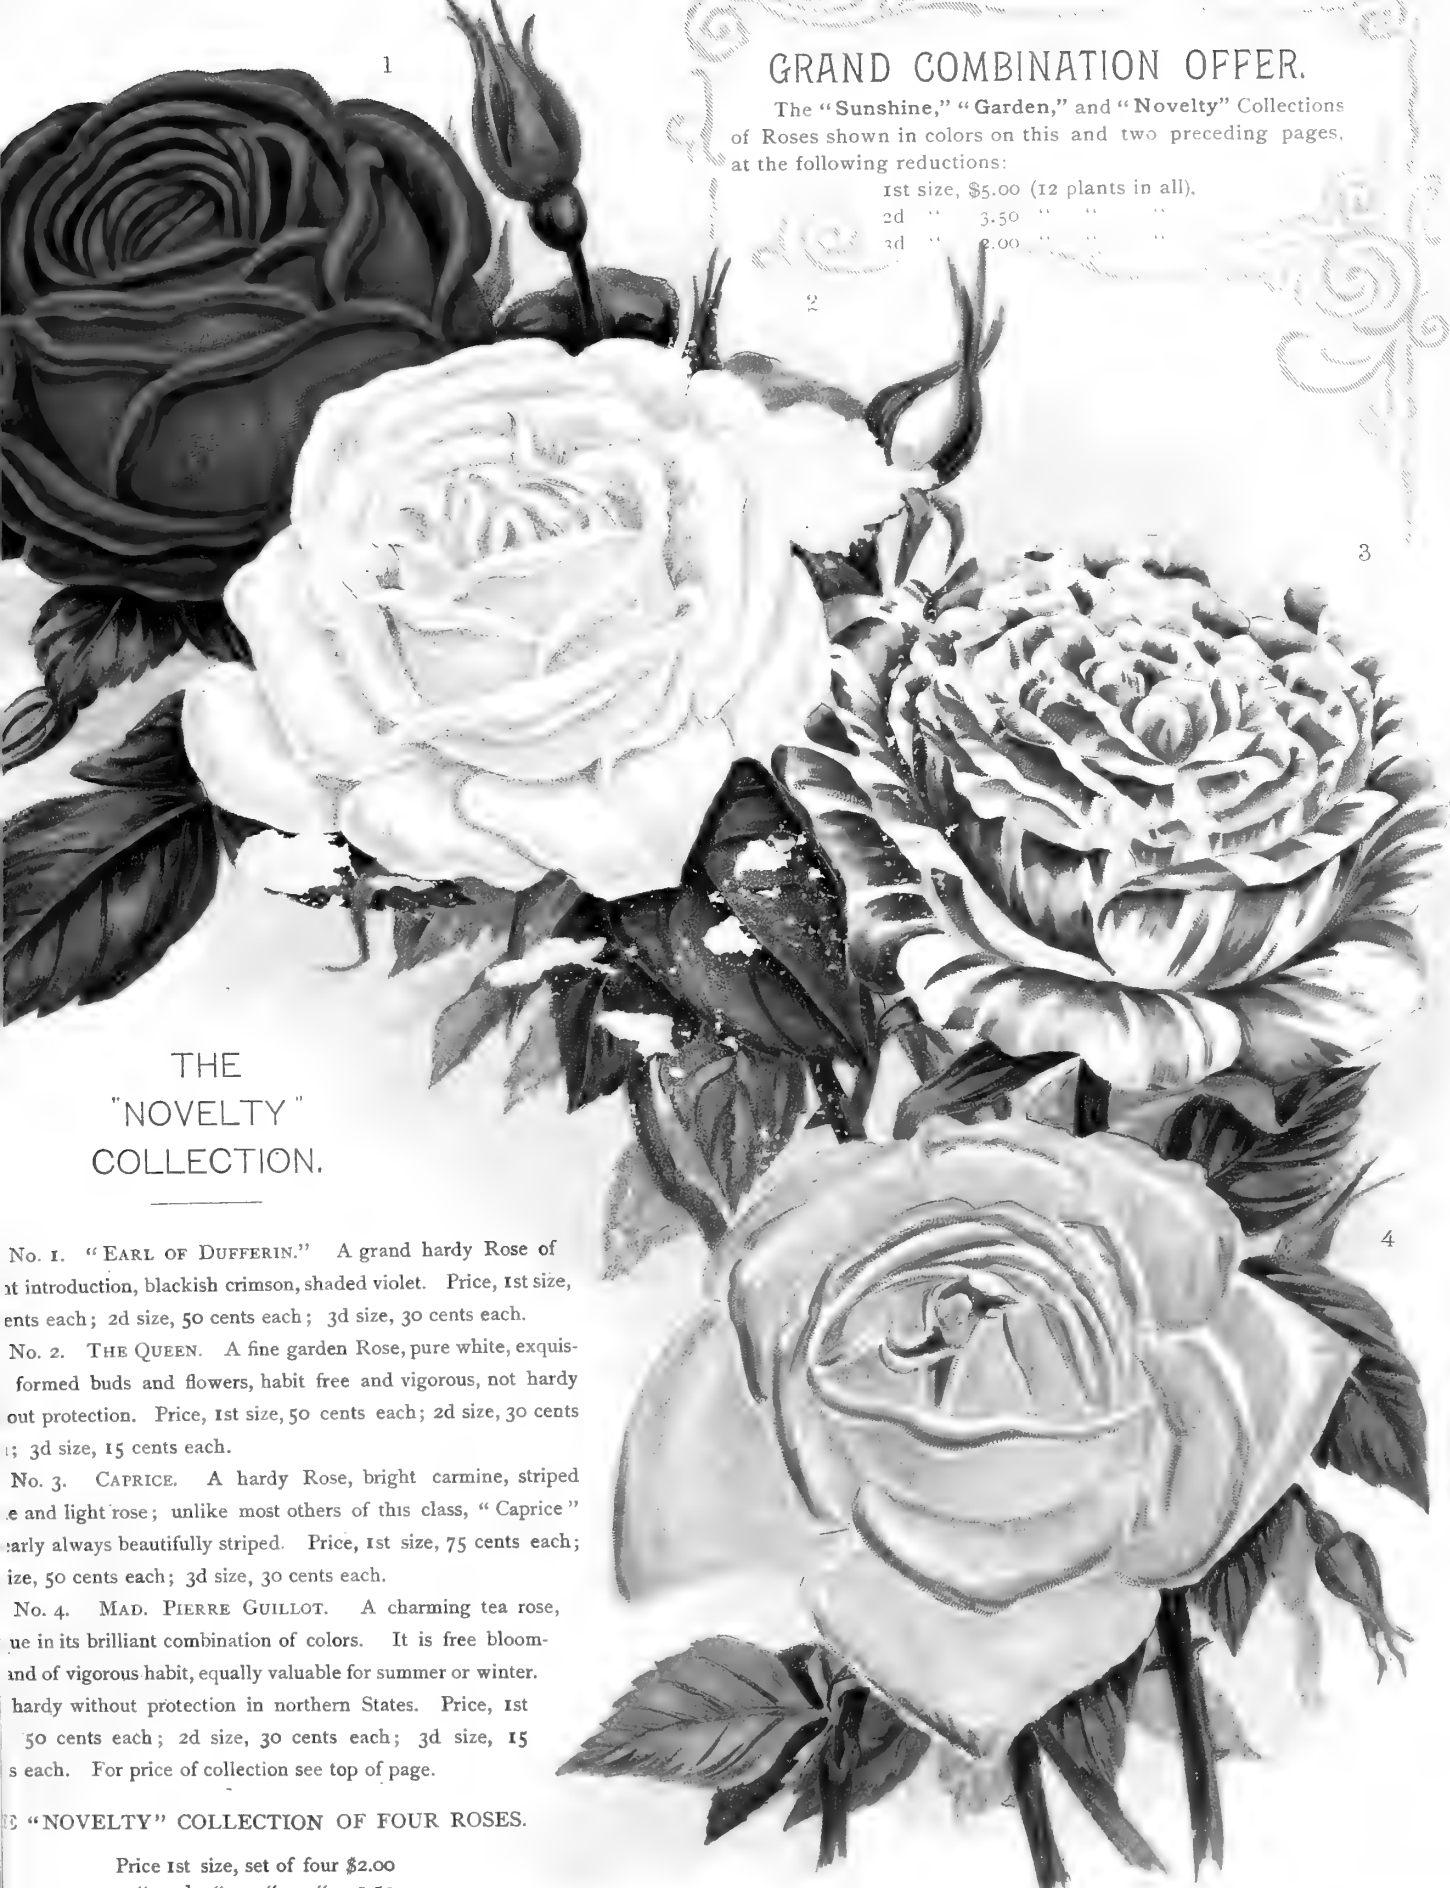 1
GRAND COMBINATION OFFER.
The “Sunshine,” “Garden,” and “Novelty” Collections
of Roses shown in colors on this and two preceding pages,
at the following reductions:
1st size, $5.00 (12 plants in all).
2d “ 3.50 “ “ “
3d “ 2.00 “ “ “
2
3
THE
"NOVELTY"
COLLECTION.
4
No. 1. “EARL OF DUFFERIN.” A grand hardy Rose of
introduction, blackish crimson, shaded violet. Price, 1st size,
each; 2d size, 50 cents each; 3d size, 30 cents each.
No. 2. THE QUEEN. A fine garden Rose, pure white, exquis-
formed buds and flowers, habit free and vigorous, not hardy
out protection. Price, 1st size, 50 cents each; 2d size, 30 cents
; 3d size, 15 cents each.
No. 3. CAPRICE. A hardy Rose, bright carmine, striped
and light rose; unlike most others of this class, “Caprice”
always beautifully striped. Price, 1st size, 75 cents each;
50 cents each; 3d size, 30 cents each.
No. 4. MAD. PIERRE GUILLOT. A charming tea rose,
in its brilliant combination of colors. It is free bloom-
of vigorous habit, equally valuable for summer or winter.
hardy without protection in northern States. Price, 1st
50 cents each; 2d size, 30 cents each; 3d size, 15
each. For price of collection see top of page.
“NOVELTY” COLLECTION OF FOUR ROSES.
Price 1st size, set of four $2.00